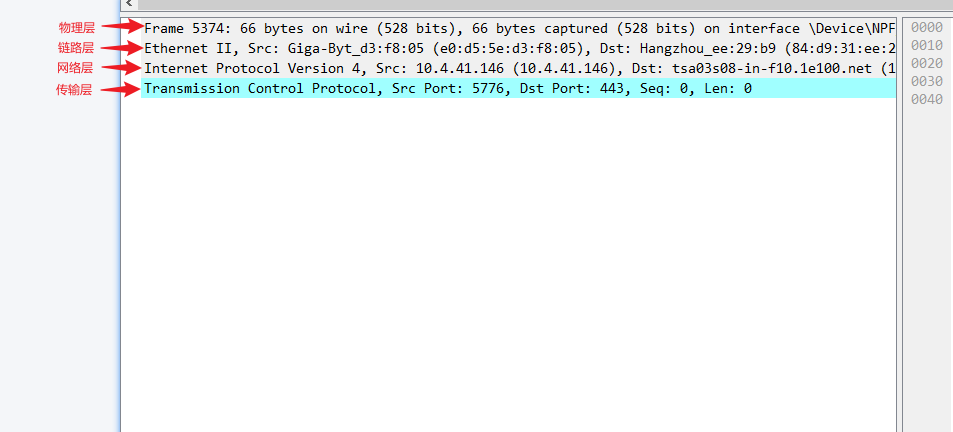 物理层 Frame 5374: 66 bytes on wire (528 bits), 66 bytes captured (528 bits) on interface \Device\NPF 0000
链路层 Ethernet II, Src: Giga-Byt_d3:f8:05 (e0:d5:5e:d3:f8:05), Dst: Hangzhou_ee:29:b9 (84:d9:31:ee:2 0010
网络层 Internet Protocol Version 4, Src: 10.4.41.146 (10.4.41.146), Dst: tsa03s08-in-f10.1e100.net (1 0020
传输层 Transmission Control Protocol, Src Port: 5776, Dst Port: 443, Seq: 0, Len: 0 0030
0040